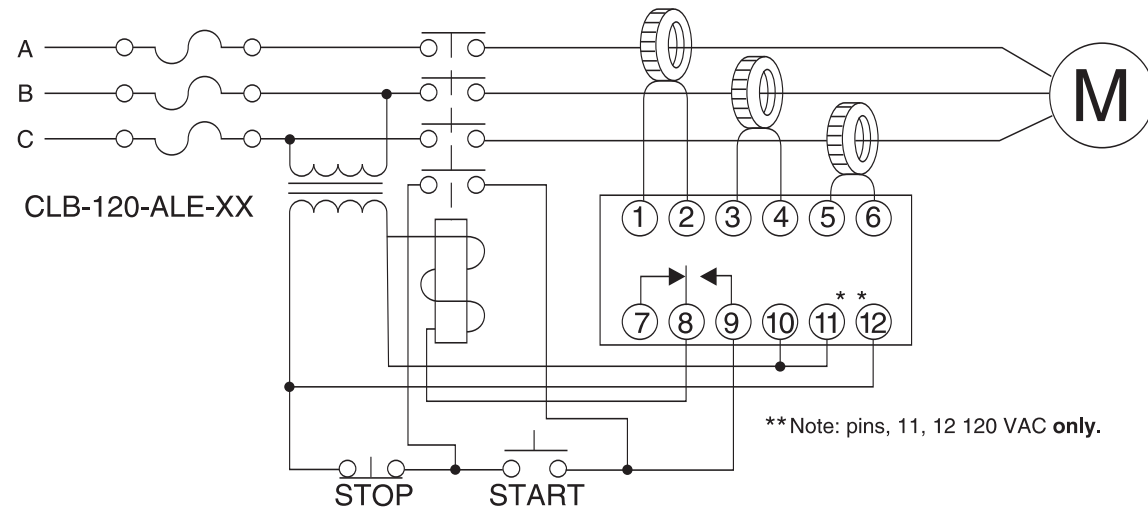 A
B
C
M
CLB-120-ALE-XX
1 2 3 4 5 6
* *
7 8 9 10 11 12
**Note: pins, 11, 12 120 VAC only.
STOP START